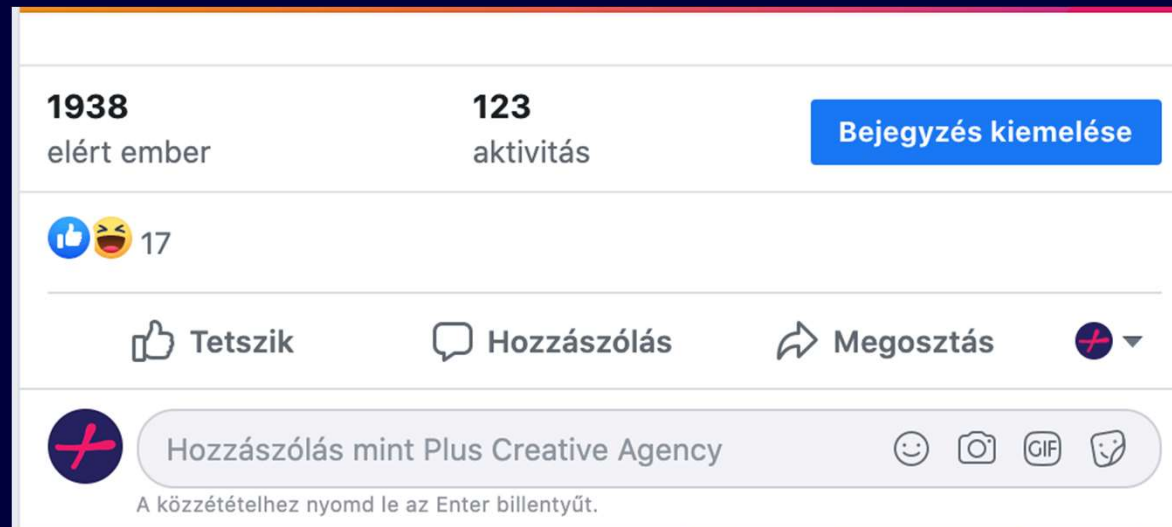 1938
elért ember
123
aktivitás
Bejegyzés kiemelése
17
Tetszik
Hozzászólás
Megosztás
Hozzászólás mint Plus Creative Agency
GIF
A közzétételhez nyomd le az Enter billentyűt.